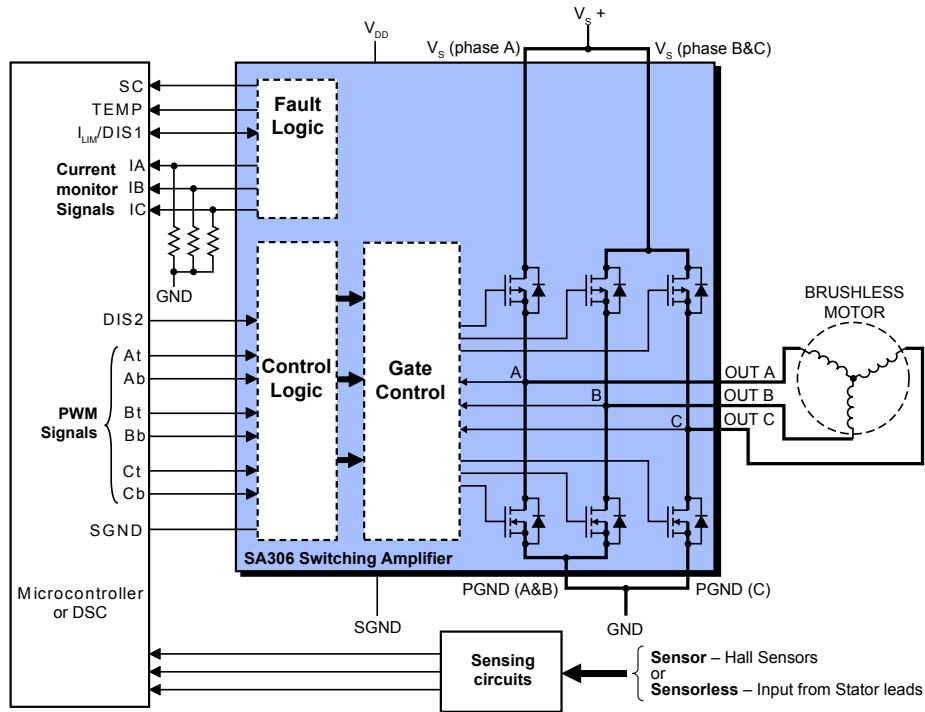 V_S +
V_DD
V_S (phase A)
V_S (phase B&C)
SC
TEMP
I_LIM/DIS1
IA
IB
IC
Current
monitor
Signals
GND
Fault
Logic
DIS2
At
Ab
Bt
Bb
Ct
Cb
PWM
Signals
SGND
Control
Logic
Gate
Control
A
B
C
OUT A
OUT B
OUT C
BRUSHLESS
MOTOR
SA306 Switching Amplifier
PGND (A&B)
PGND (C)
Microcontroller
or DSC
SGND
GND
Sensing
circuits
Sensor – Hall Sensors
or
Sensorless – Input from Stator leads